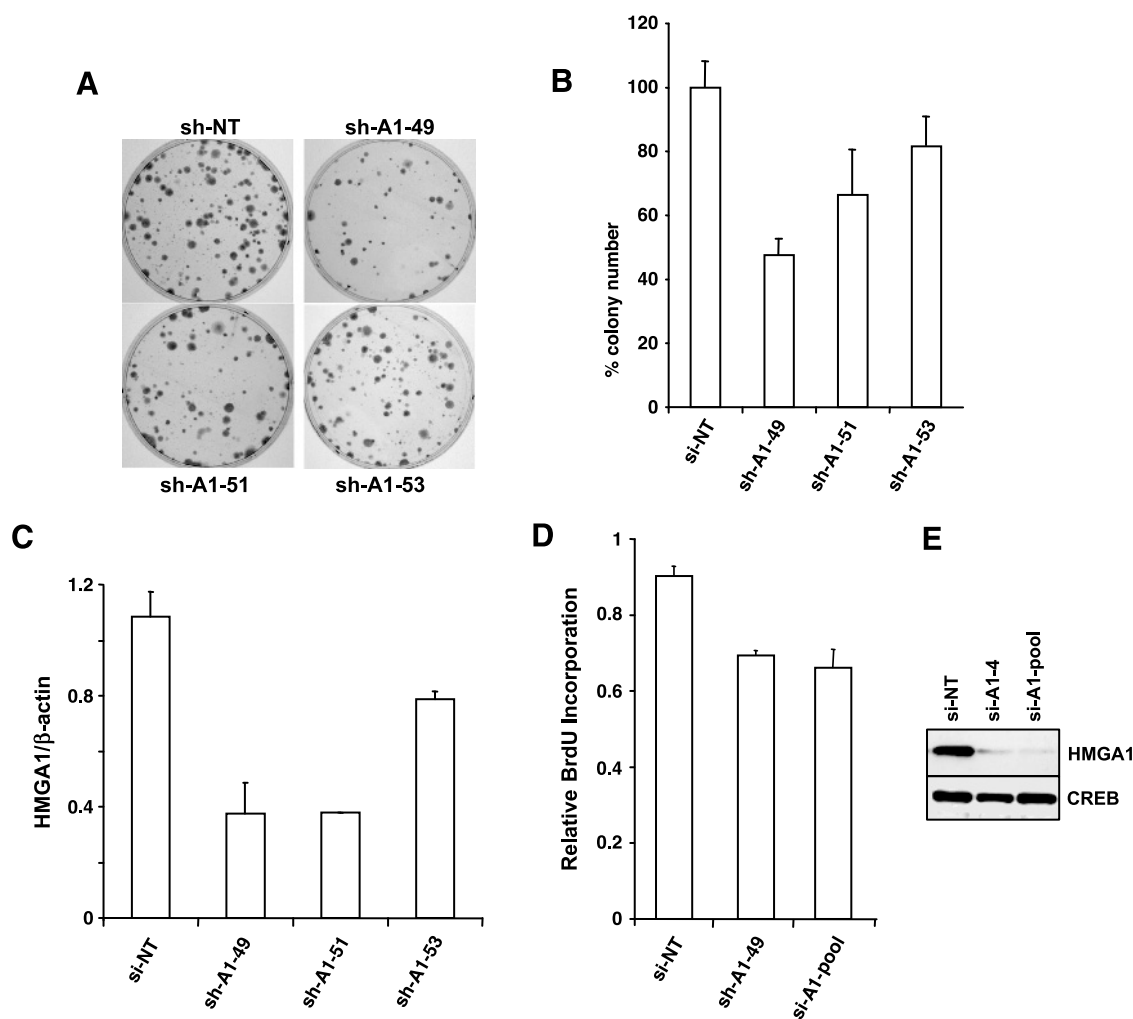 A
sh-NT sh-A1-49
sh-A1-51 sh-A1-53
B
% colony number
120
100
80
60
40
20
0
si-NT
sh-A1-49
sh-A1-51
sh-A1-53
C
HMGA1/β-actin
1.2
0.8
0.4
0
si-NT
sh-A1-49
sh-A1-51
sh-A1-53
D
Relative BrdU Incorporation
1
0.8
0.6
0.4
0.2
0
si-NT
sh-A1-49
si-A1-pool
E
si-NT
si-A1-4
si-A1-pool
HMGA1
CREB